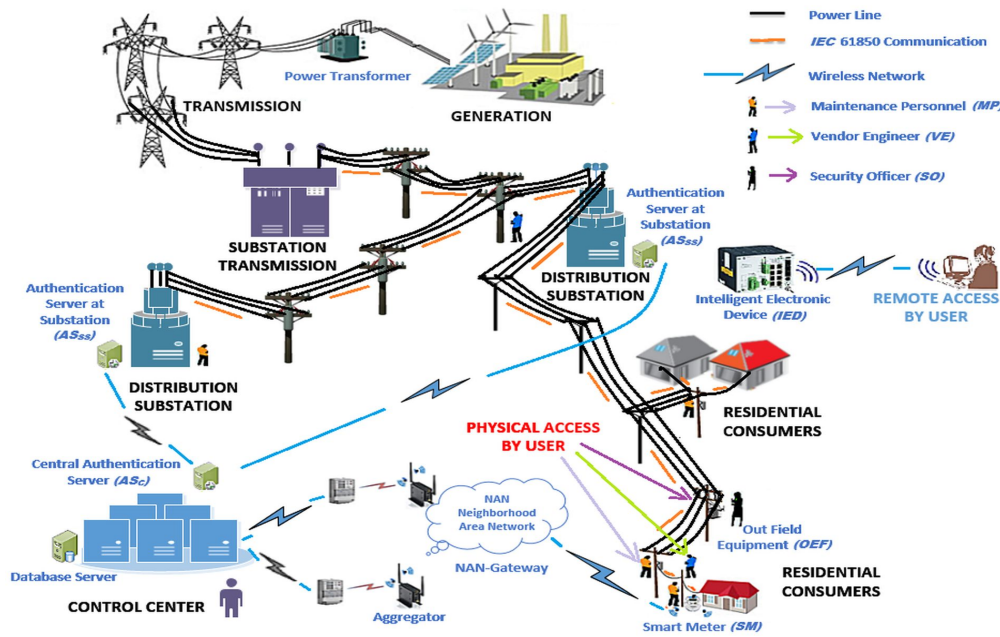 Power Line
IEC 61850 Communication
Wireless Network
Maintenance Personnel (MP)
Vendor Engineer (VE)
Security Officer (SO)
Power Transformer
TRANSMISSION
GENERATION
SUBSTATION
TRANSMISSION
Authentication
Server at
Substation
(ASss)
DISTRIBUTION
SUBSTATION
Intelligent Electronic
Device (IED)
REMOTE ACCESS
BY USER
Authentication
Server at
Substation
(ASss)
DISTRIBUTION
SUBSTATION
RESIDENTIAL
CONSUMERS
PHYSICAL ACCESS
BY USER
Central Authentication
Server (ASC)
NAN
Neighborhood
Area Network
NAN-Gateway
Out Field
Equipment (OEF)
Database Server
CONTROL CENTER
Aggregator
RESIDENTIAL
CONSUMERS
Smart Meter (SM)